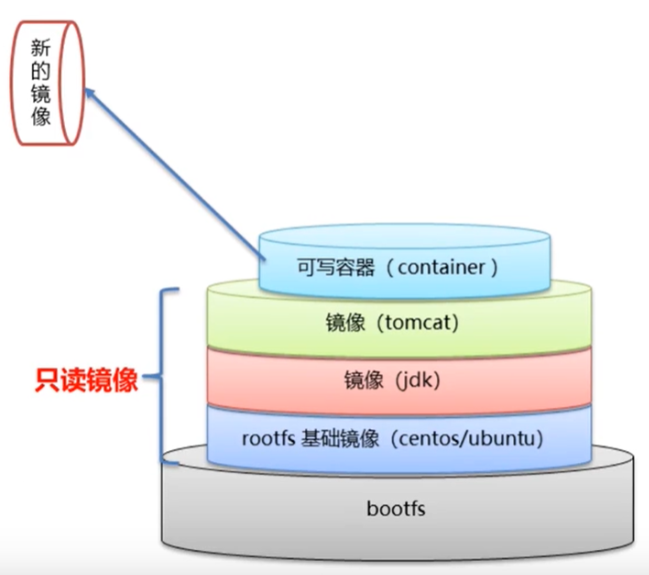 新的镜像
可写容器（container ）
镜像（tomcat）
镜像（jdk）
只读镜像
rootfs 基础镜像（centos/ubuntu）
bootfs